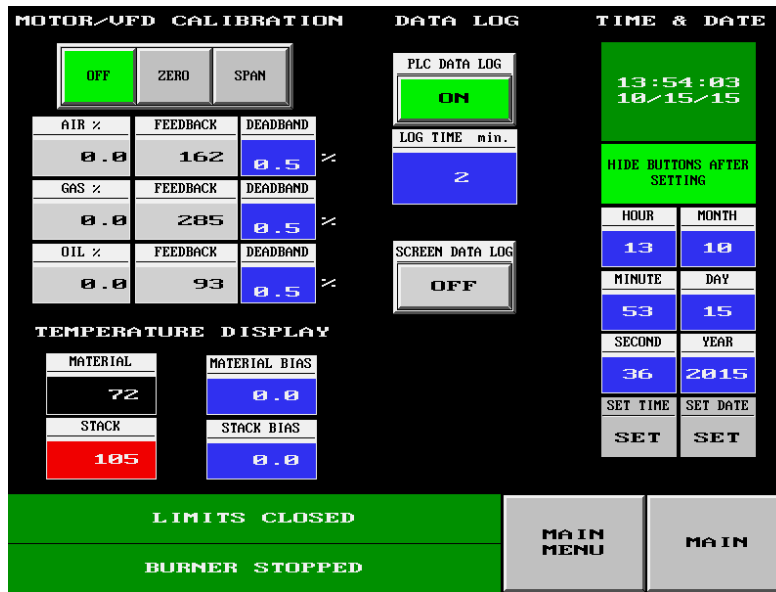 MOTOR/VFD CALIBRATION
OFF ZERO SPAN
AIR % FEEDBACK DEADBAND
0.0 162 0.5 %
GAS % FEEDBACK DEADBAND
0.0 285 0.5 %
OIL % FEEDBACK DEADBAND
0.0 93 0.5 %
TEMPERATURE DISPLAY
MATERIAL MATERIAL BIAS
72 0.0
STACK STACK BIAS
105 0.0
DATA LOG
PLC DATA LOG
ON
LOG TIME min.
2
SCREEN DATA LOG
OFF
TIME & DATE
13:54:03
10/15/15
HIDE BUTTONS AFTER
SETTING
HOUR MONTH
13 10
MINUTE DAY
53 15
SECOND YEAR
36 2015
SET TIME SET DATE
SET SET
LIMITS CLOSED
BURNER STOPPED
MAIN
MENU
MAIN